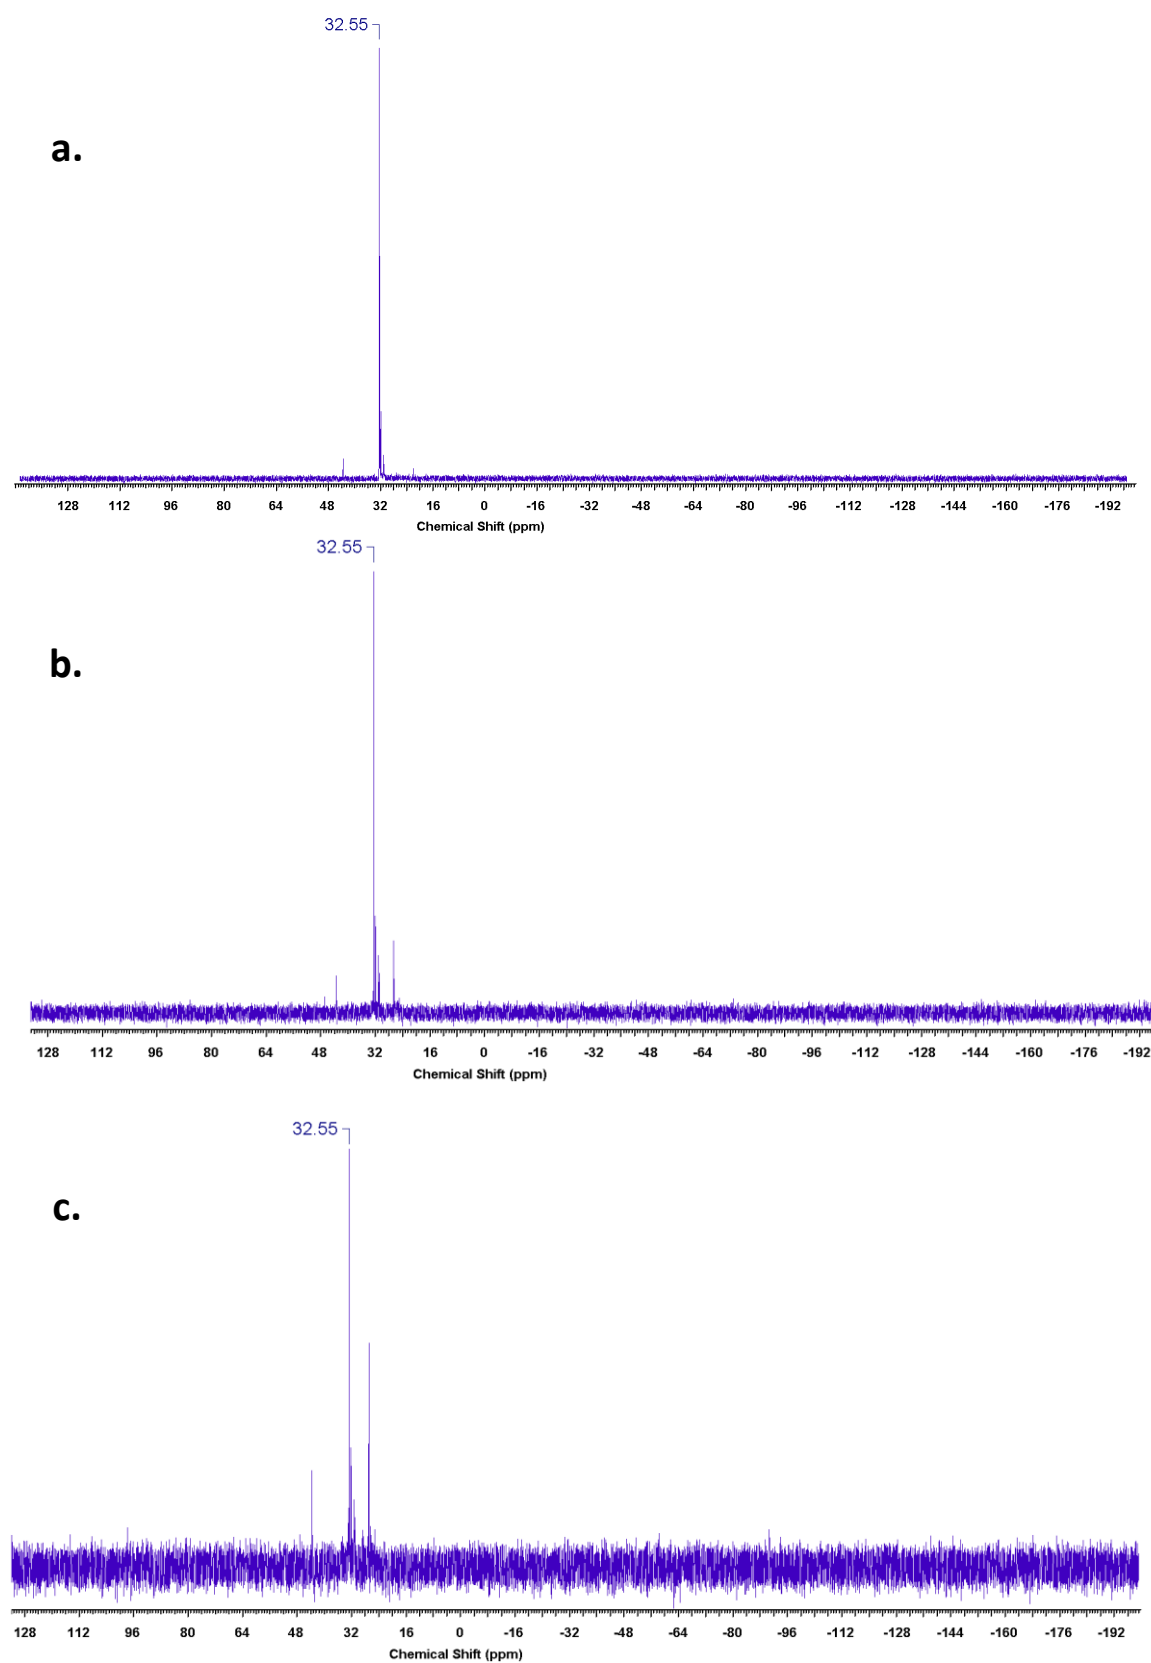 32.55
a.
128 112 96 80 64 48 32 16 0 -16 -32 -48 -64 -80 -96 -112 -128 -144 -160 -176 -192
Chemical Shift (ppm)
32.55
b.
128 112 96 80 64 48 32 16 0 -16 -32 -48 -64 -80 -96 -112 -128 -144 -160 -176 -192
Chemical Shift (ppm)
32.55
c.
128 112 96 80 64 48 32 16 0 -16 -32 -48 -64 -80 -96 -112 -128 -144 -160 -176 -192
Chemical Shift (ppm)